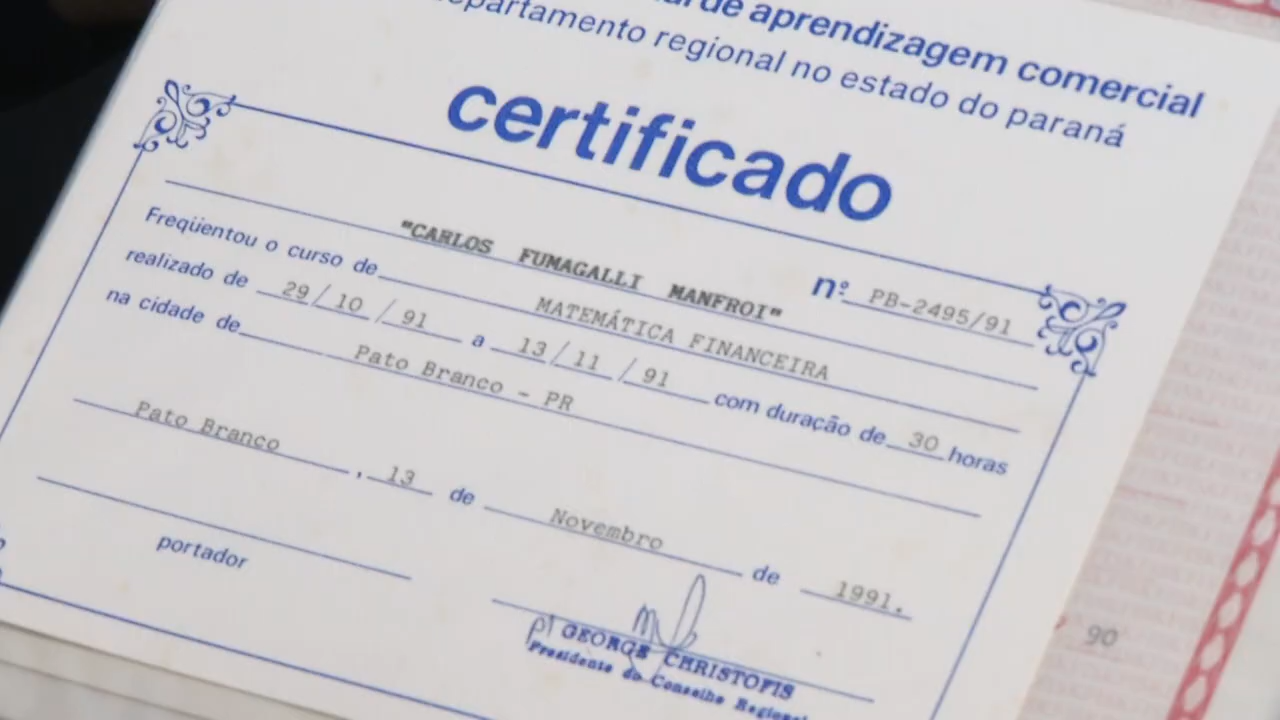 de aprendizagem comercial
departamento regional no estado do paraná
certificado
nº PB-2495/91
"CARLOS FUMAGALLI MANFROI"
Freqüentou o curso de MATEMÁTICA FINANCEIRA
realizado de 29/10/91 a 13/11/91 com duração de 30 horas
na cidade de Pato Branco - PR
Pato Branco, 13 de Novembro de 1991.
portador
p/ GEORGE CHRISTOFIS
Presidente do Conselho Regional
90